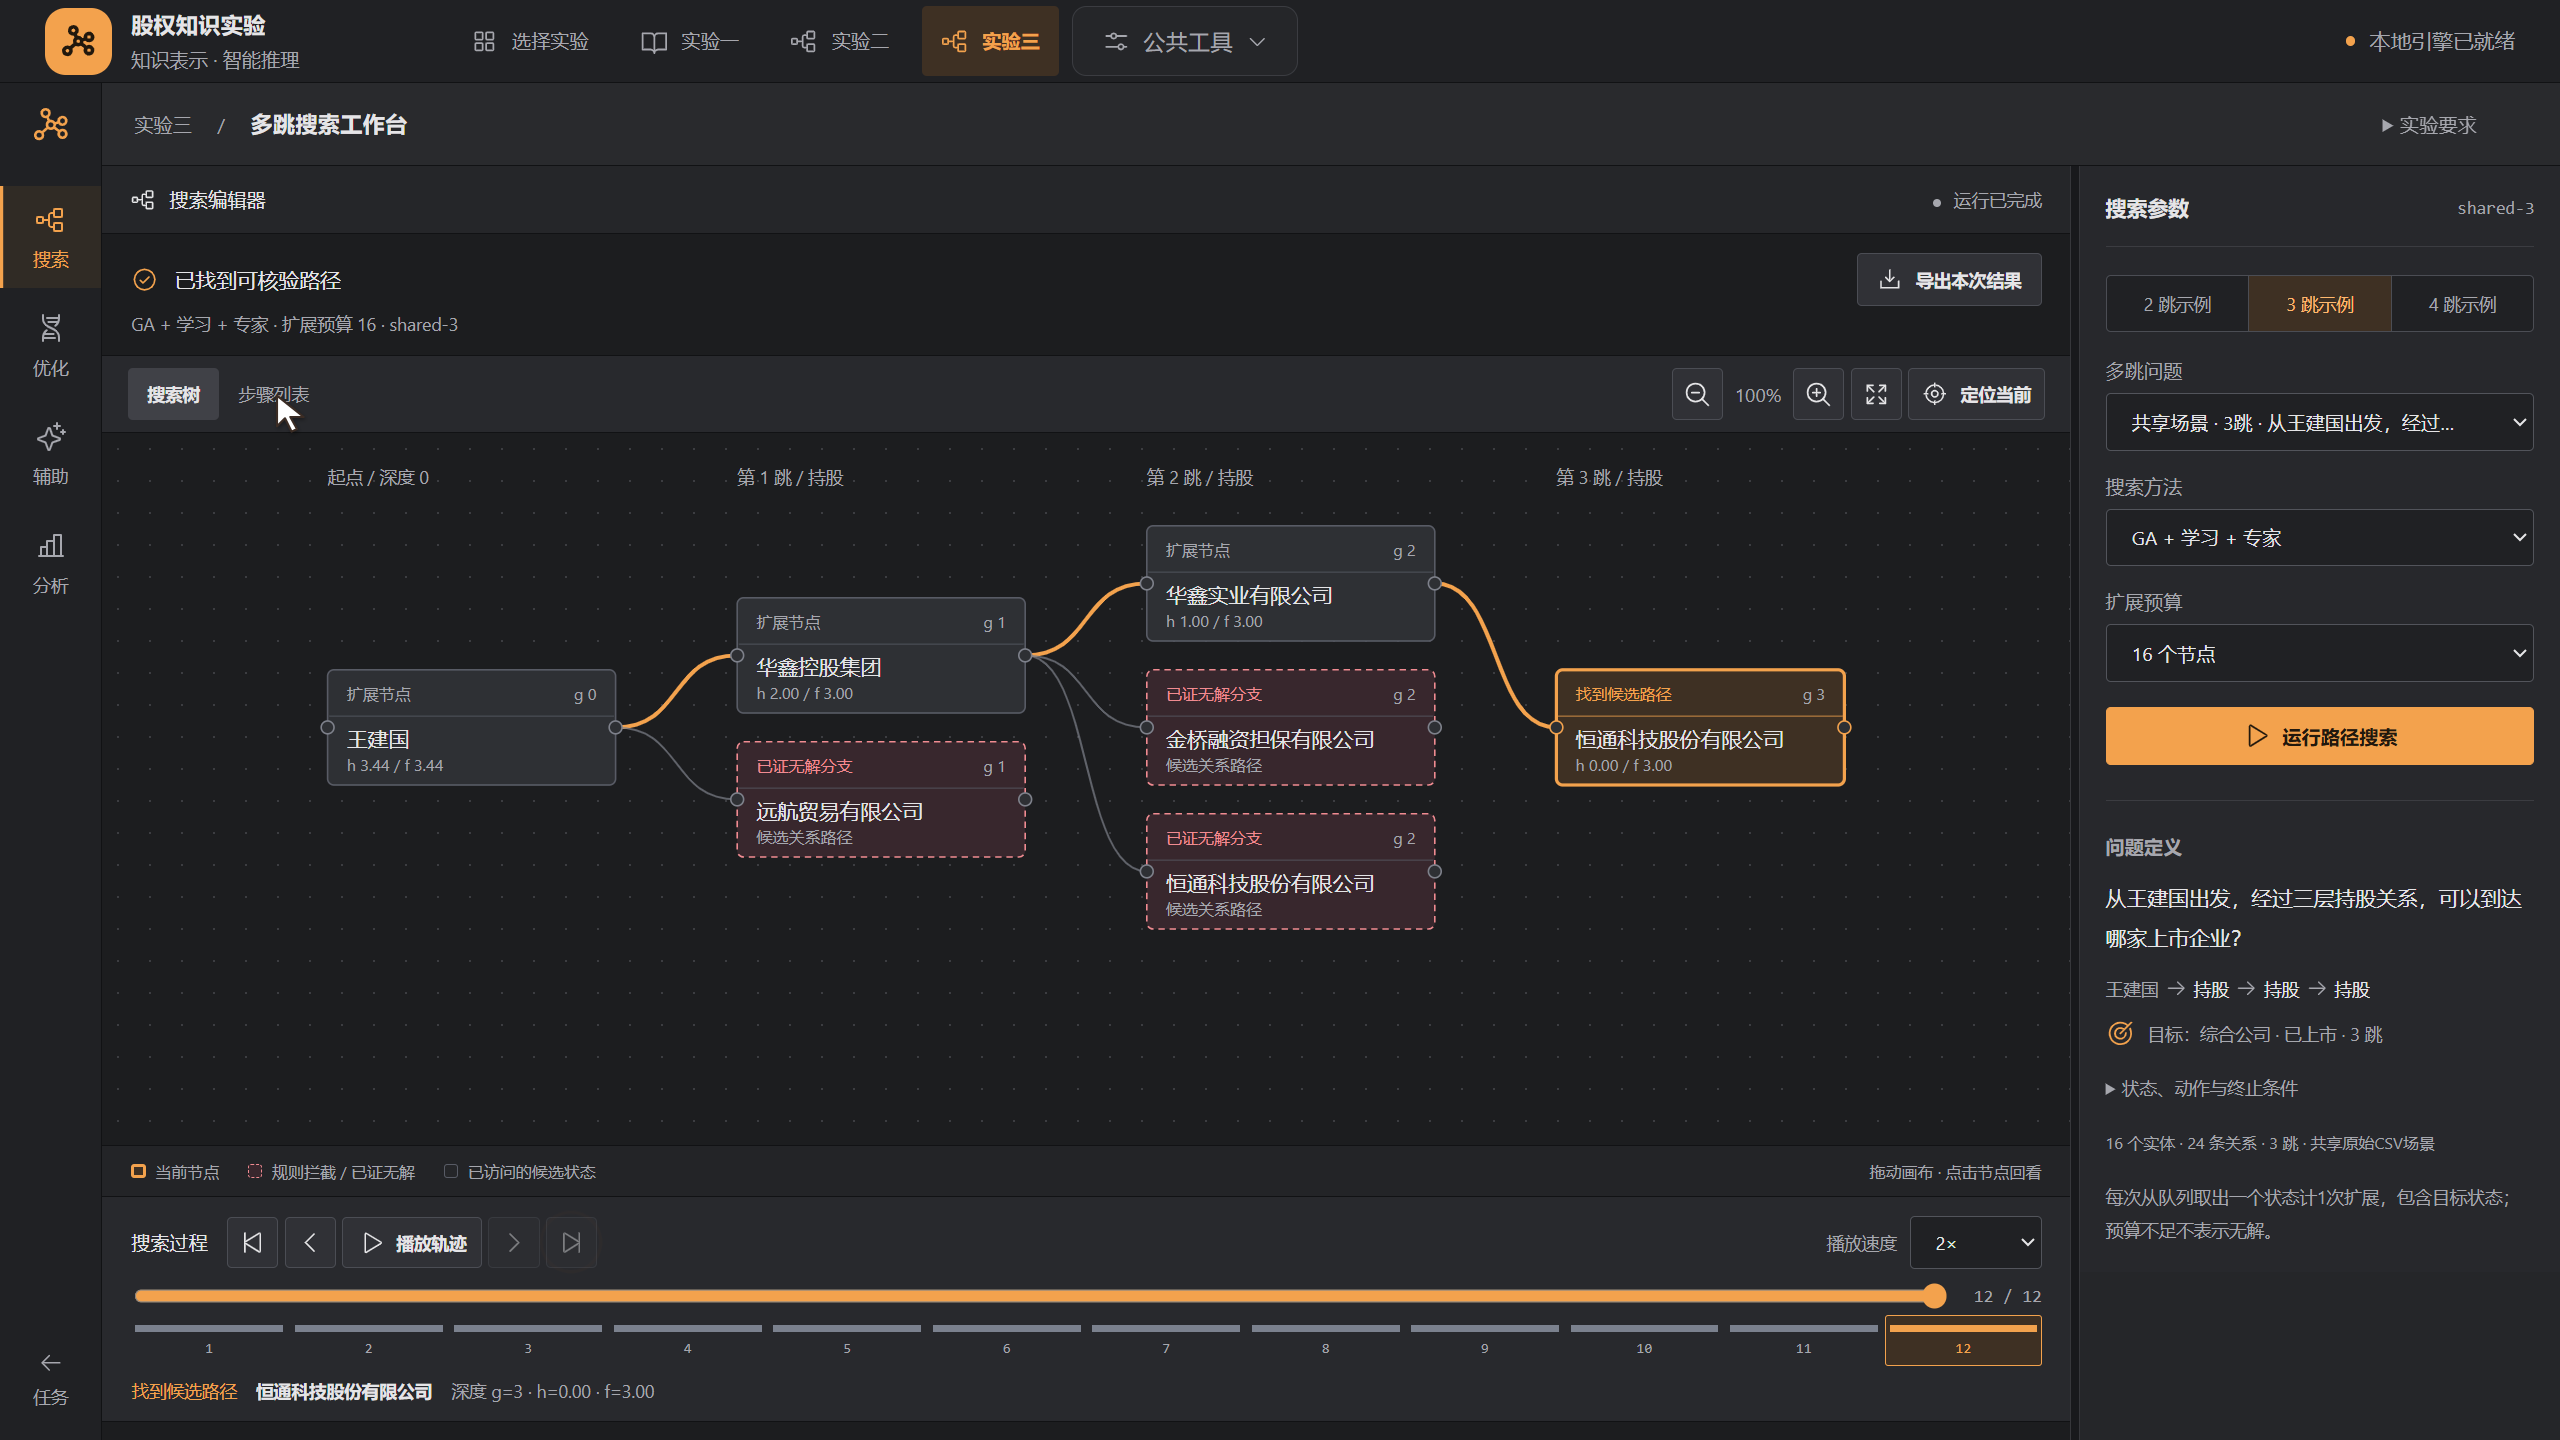 股权知识实验
知识表示 · 智能推理
选择实验
实验一
实验二
实验三
公共工具
本地引擎已就绪
实验三 / 多跳搜索工作台
实验要求
搜索
优化
辅助
分析
任务
搜索编辑器
运行已完成
已找到可核验路径
GA + 学习 + 专家 · 扩展预算 16 · shared-3
导出本次结果
搜索树
步骤列表
100%
定位当前
起点 / 深度 0
第 1 跳 / 持股
第 2 跳 / 持股
第 3 跳 / 持股
扩展节点 g 0
王建国
h 3.44 / f 3.44
扩展节点 g 1
华鑫控股集团
h 2.00 / f 3.00
已证无解分支 g 1
远航贸易有限公司
候选关系路径
扩展节点 g 2
华鑫实业有限公司
h 1.00 / f 3.00
已证无解分支 g 2
金桥融资担保有限公司
候选关系路径
已证无解分支 g 2
恒通科技股份有限公司
候选关系路径
找到候选路径 g 3
恒通科技股份有限公司
h 0.00 / f 3.00
当前节点
规则拦截 / 已证无解
已访问的候选状态
拖动画布 · 点击节点回看
搜索过程
播放轨迹
播放速度
2×
12 / 12
1 2 3 4 5 6 7 8 9 10 11 12
找到候选路径 恒通科技股份有限公司 深度 g=3 · h=0.00 · f=3.00
搜索参数
shared-3
2 跳示例
3 跳示例
4 跳示例
多跳问题
共享场景 · 3跳 · 从王建国出发，经过...
搜索方法
GA + 学习 + 专家
扩展预算
16 个节点
运行路径搜索
问题定义
从王建国出发，经过三层持股关系，可以到达
哪家上市企业？
王建国 → 持股 → 持股 → 持股
目标：综合公司 · 已上市 · 3 跳
状态、动作与终止条件
16 个实体 · 24 条关系 · 3 跳 · 共享原始CSV场景
每次从队列取出一个状态计1次扩展，包含目标状态；
预算不足不表示无解。